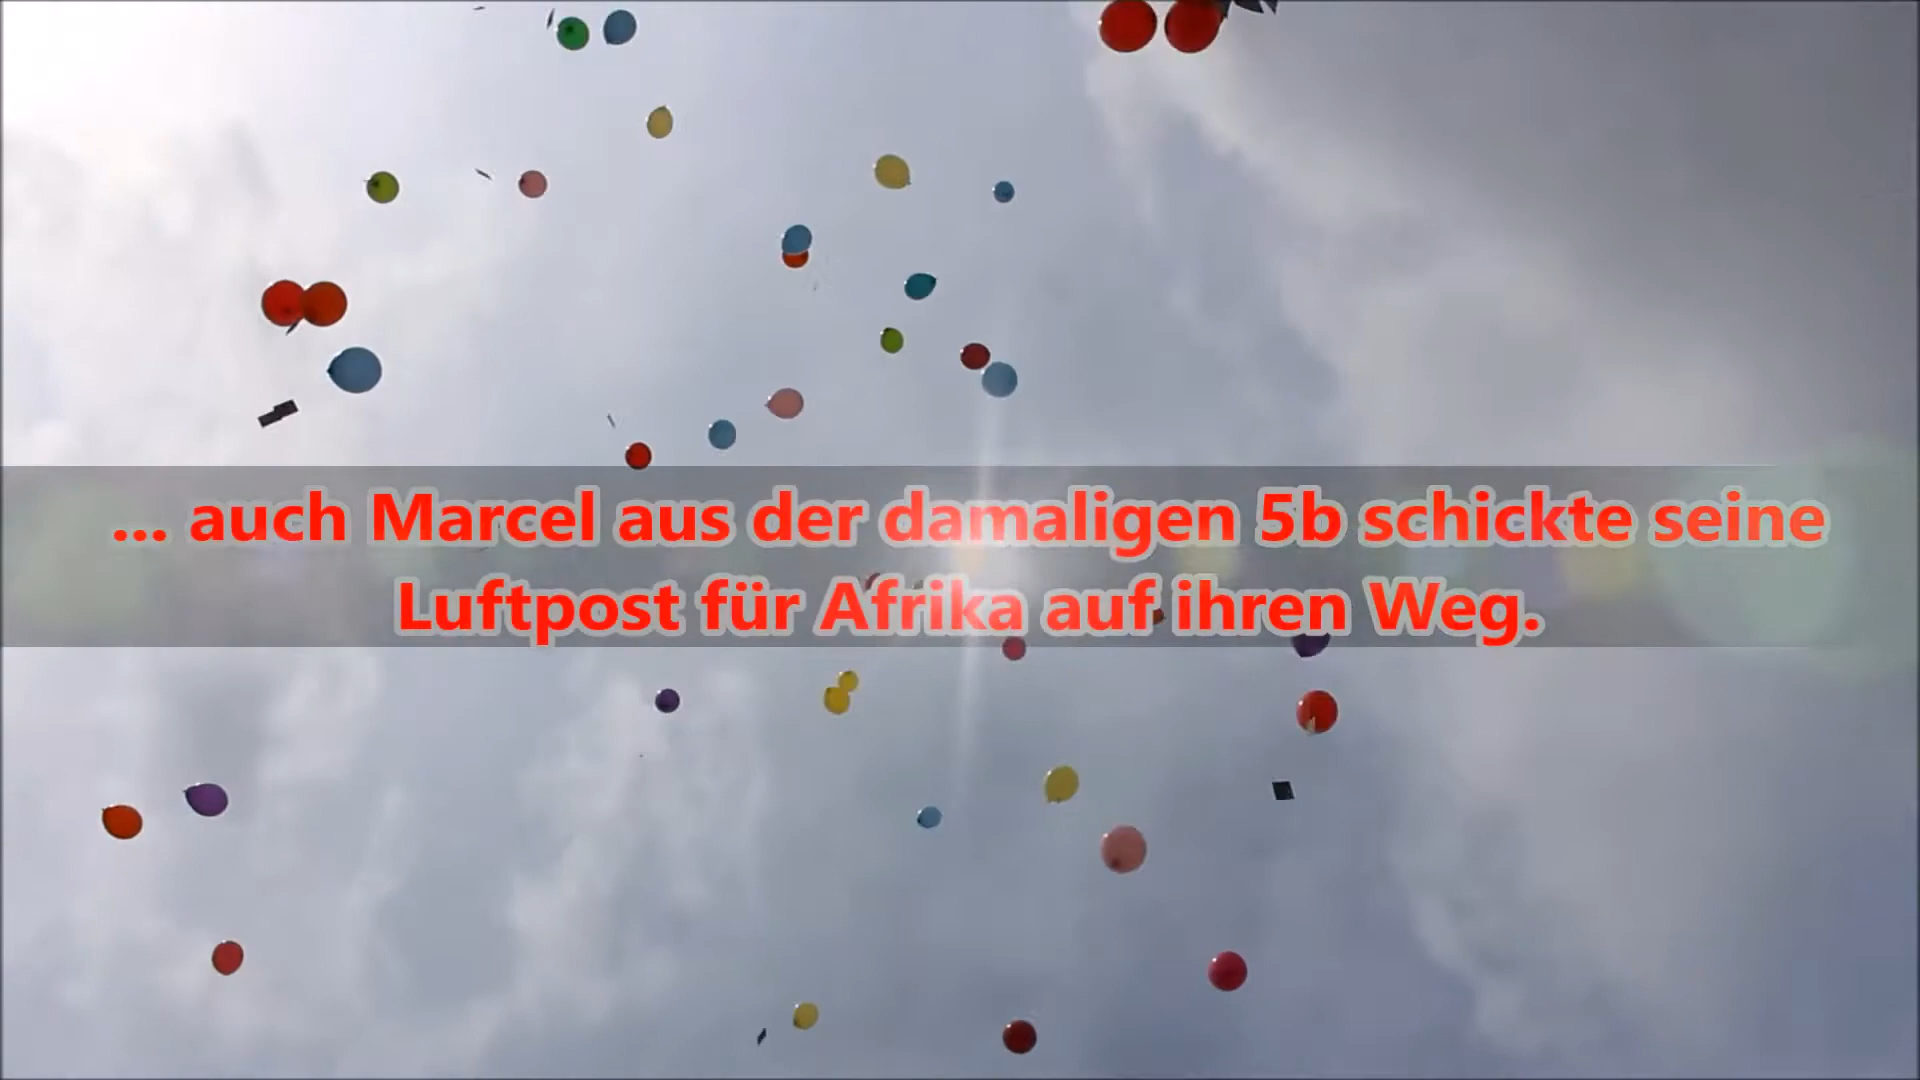 ... auch Marcel aus der damaligen 5b schickte seine
Luftpost für Afrika auf ihren Weg.